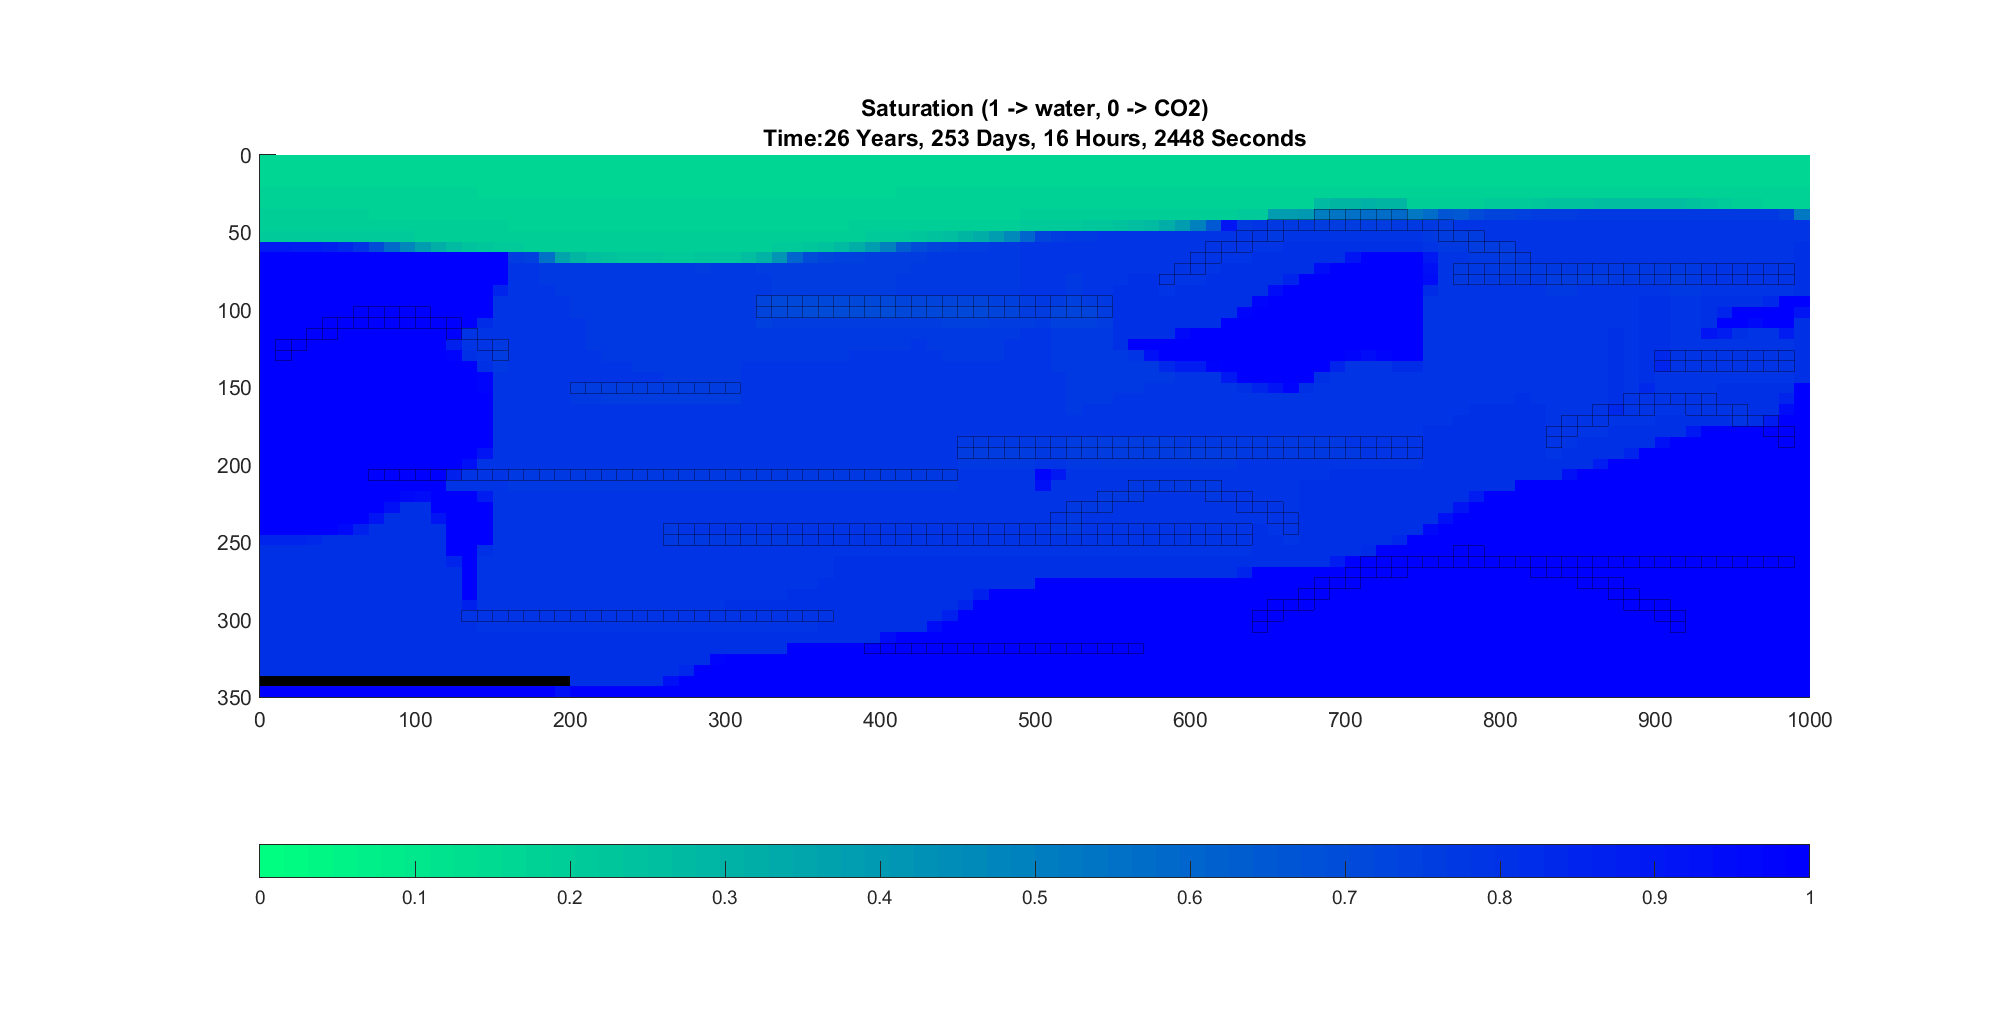 Saturation (1 -> water, 0 -> CO2)
Time:26 Years, 253 Days, 16 Hours, 2448 Seconds
0
50
100
150
200
250
300
350
0 100 200 300 400 500 600 700 800 900 1000
0 0.1 0.2 0.3 0.4 0.5 0.6 0.7 0.8 0.9 1